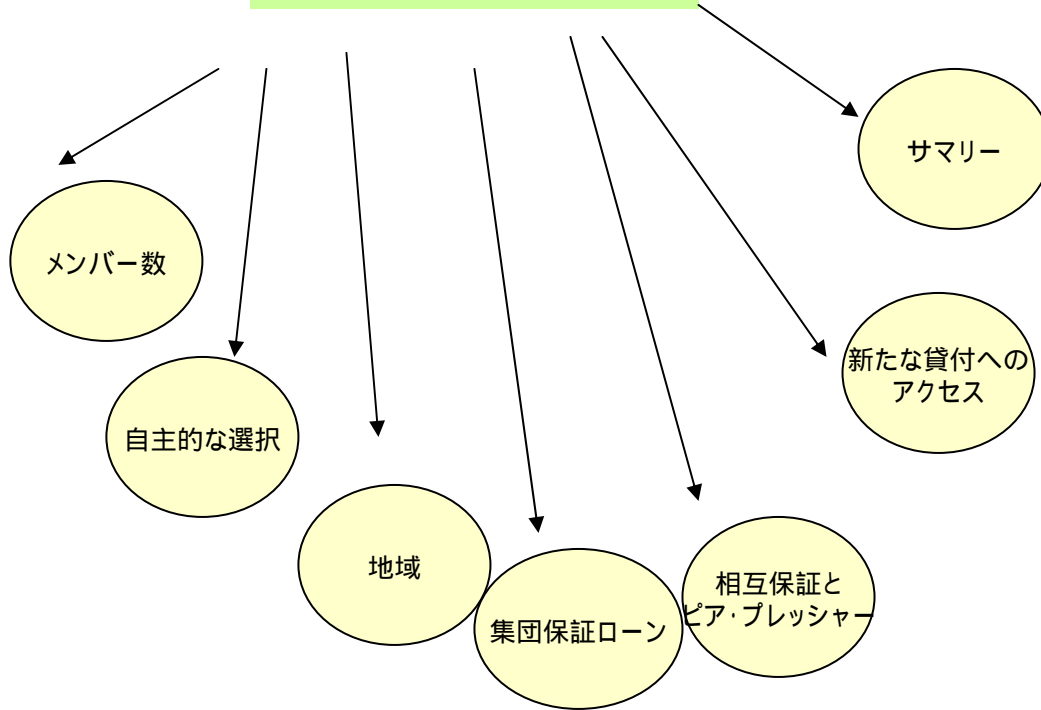 サマリー
メンバー数
新たな貸付への
アクセス
自主的な選択
地域
集団保証ローン
相互保証と
ピア・プレッシャー